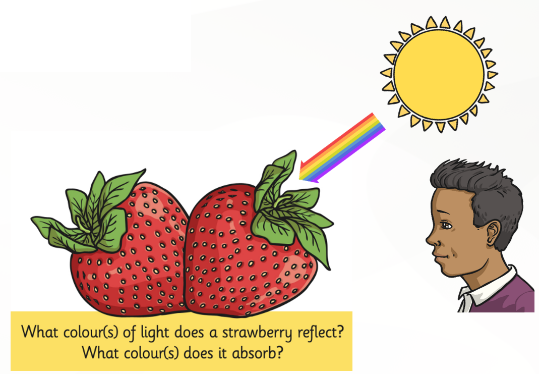 What colour(s) of light does a strawberry reflect?
What colour(s) does it absorb?